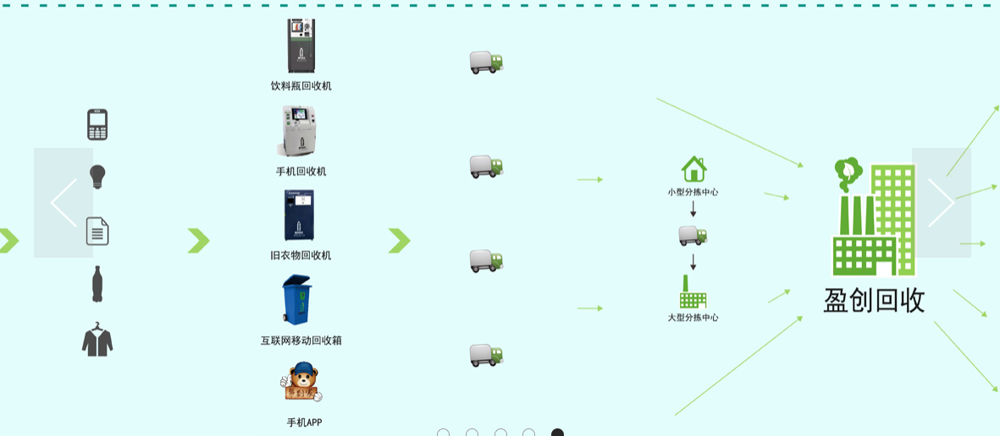 饮料瓶回收机
手机回收机
旧衣物回收机
互联网移动回收箱
手机APP
小型分拣中心
大型分拣中心
盈创回收